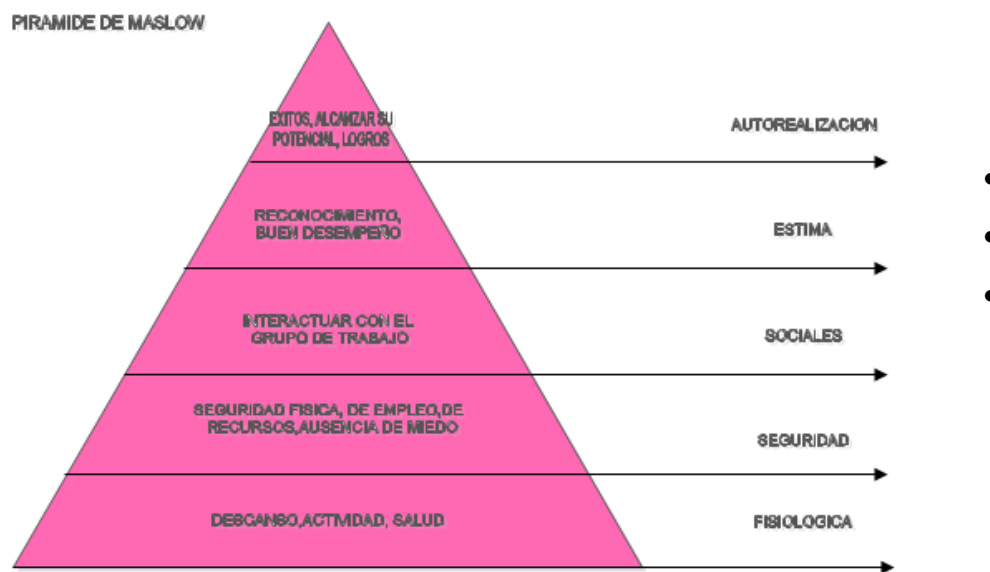 PIRAMIDE DE MASLOW
EXITOS, ALCANZAR SU
POTENCIAL, LOGROS
AUTOREALIZACION
RECONOCIMIENTO,
BUEN DESEMPEÑO
ESTIMA
INTERACTUAR CON EL
GRUPO DE TRABAJO
SOCIALES
SEGURIDAD FISICA, DE EMPLEO,DE
RECURSOS,AUSENCIA DE MIEDO
SEGURIDAD
DESCANSO,ACTIVIDAD, SALUD
FISIOLOGICA